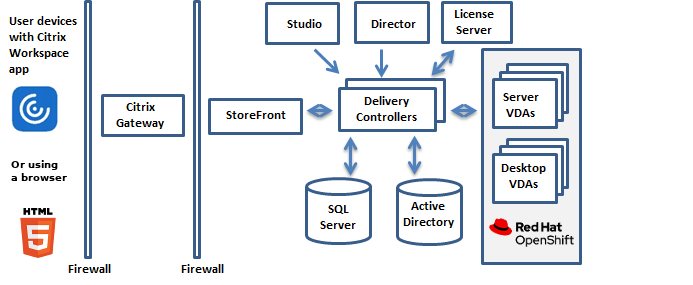 User devices
with Citrix
Workspace
app
Or using
a browser
HTML
5
Firewall
Citrix
Gateway
Firewall
StoreFront
Studio
Director
License
Server
Delivery
Controllers
SQL
Server
Active
Directory
Server
VDAs
Desktop
VDAs
Red Hat
OpenShift